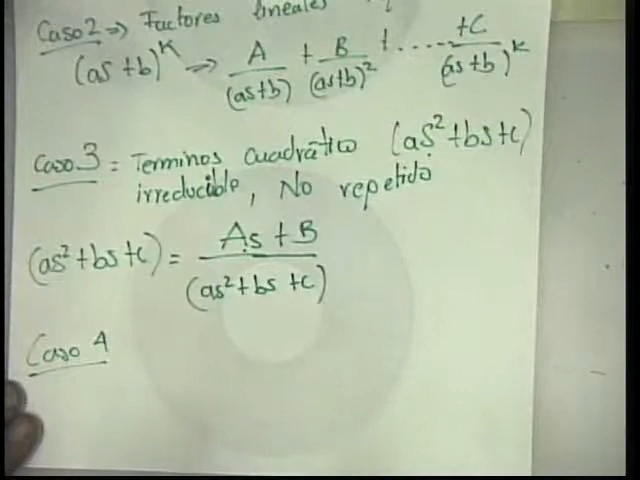 Caso 2 => Factores lineales
(as+b)^K => A/(as+b) + B/(as+b)^2 + ..... +C/(as+b)^K
Caso 3 = Terminos cuadrático (as^2+bs+c)
irreducible, No repetido
(as^2+bs+c) = As+B/(as^2+bs+c)
Caso 4